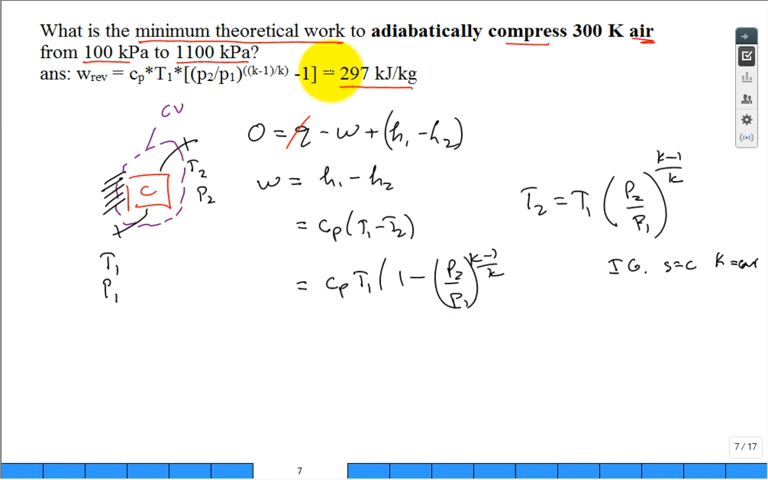 What is the minimum theoretical work to adiabatically compress 300 K air
from 100 kPa to 1100 kPa?
ans: wrev = cp*T1*[(p2/p1)^((k-1)/k) -1] = 297 kJ/kg
CV
C
T2
P2
T1
P1
0 = q - w + (h1 - h2)
w = h1 - h2
= cp(T1 - T2)
= cp T1 (1 - (P2/P1)^(k-1)/k
T2 = T1 (P2/P1)^(k-1)/k
IG. s=c K=
7 / 17
7